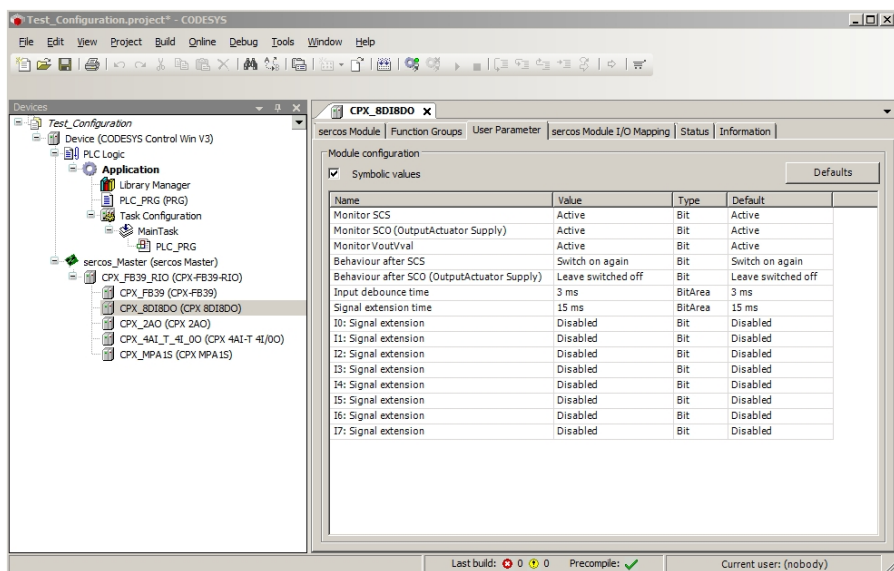 Test_Configuration.project* - CODESYS
File Edit View Project Build Online Debug Tools Window Help
Devices
Test_Configuration
Device (CODESYS Control Win V3)
PLC Logic
Application
Library Manager
PLC_PRG (PRG)
Task Configuration
MainTask
PLC_PRG
sercos_Master (sercos Master)
CPX_FB39_RIO (CPX-FB39-RIO)
CPX_FB39 (CPX-FB39)
CPX_8DI8DO (CPX 8DI8DO)
CPX_2AO (CPX 2AO)
CPX_4AI_T_4I_0O (CPX 4AI-T 4I/0O)
CPX_MPA1S (CPX MPA1S)
CPX_8DI8DO
sercos Module Function Groups User Parameter sercos Module I/O Mapping Status Information
Module configuration
Symbolic values Defaults
Name Value Type Default
Monitor SCS Active Bit Active
Monitor SCO (OutputActuator Supply) Active Bit Active
Monitor VoutVval Active Bit Active
Behaviour after SCS Switch on again Bit Switch on again
Behaviour after SCO (OutputActuator Supply) Leave switched off Bit Leave switched off
Input debounce time 3 ms BitArea 3 ms
Signal extension time 15 ms BitArea 15 ms
I0: Signal extension Disabled Bit Disabled
I1: Signal extension Disabled Bit Disabled
I2: Signal extension Disabled Bit Disabled
I3: Signal extension Disabled Bit Disabled
I4: Signal extension Disabled Bit Disabled
I5: Signal extension Disabled Bit Disabled
I6: Signal extension Disabled Bit Disabled
I7: Signal extension Disabled Bit Disabled
Last build: 0 0 Precompile: Current user: (nobody)